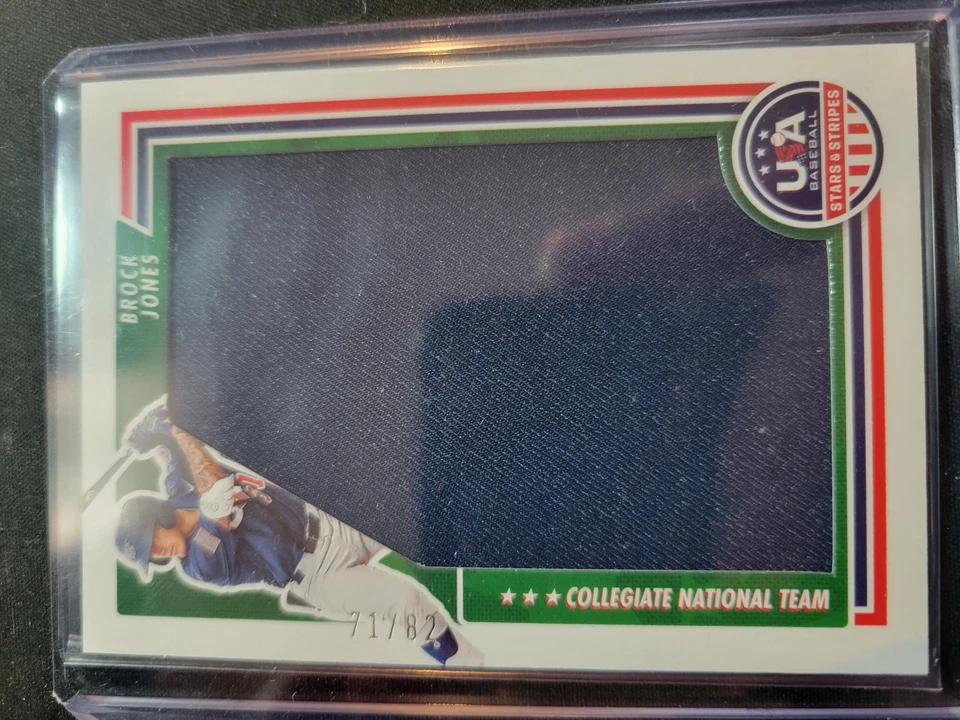 BROCK
JONES
USA
BASEBALL
STARS & STRIPES
COLLEGIATE NATIONAL TEAM
71/82